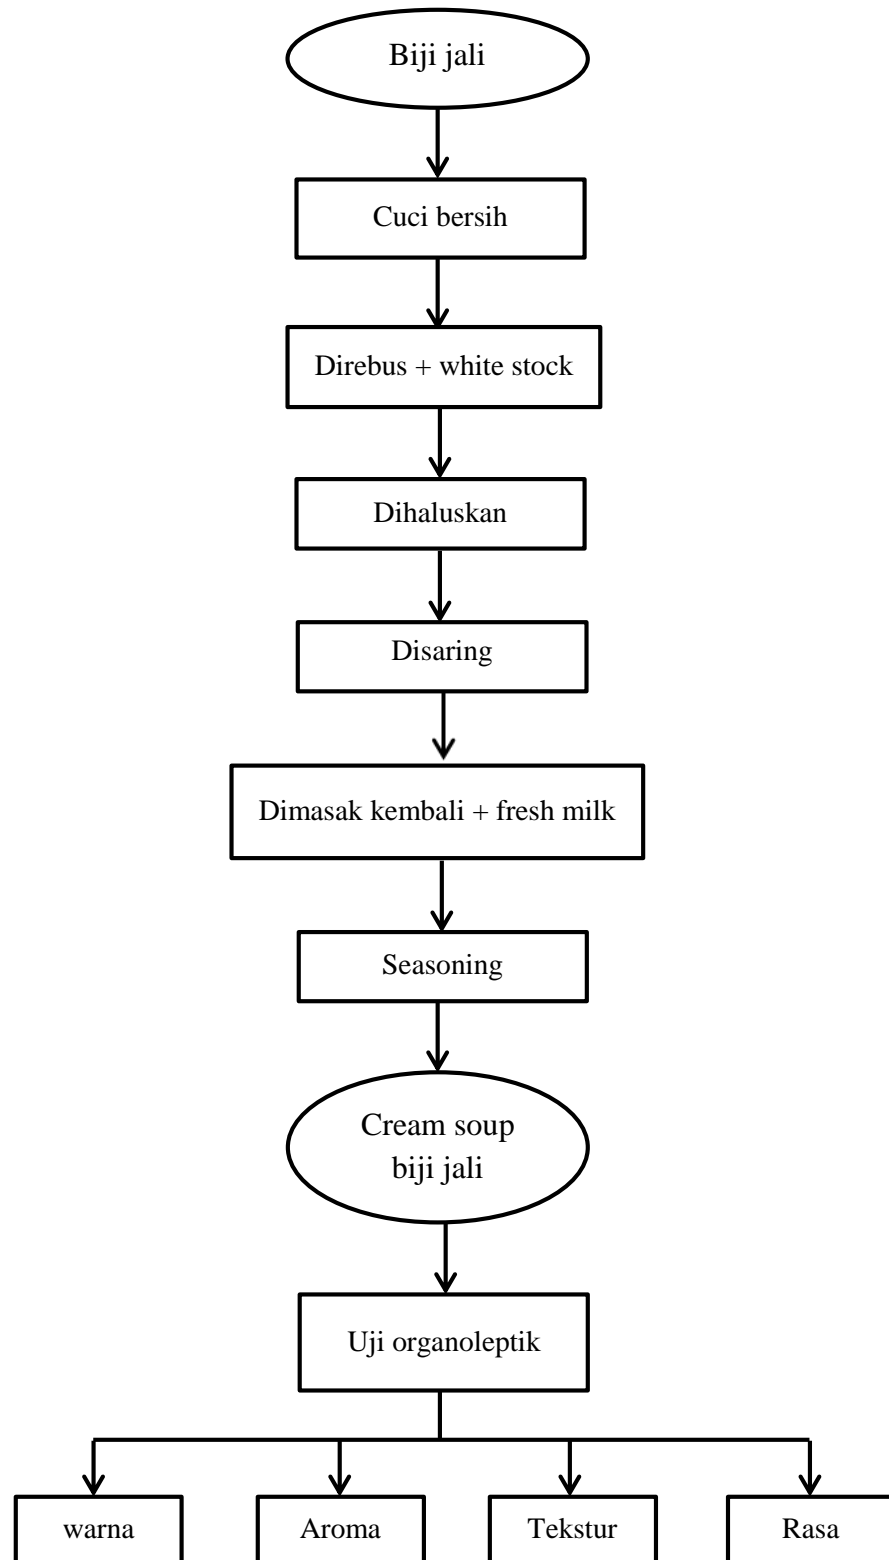 Biji jali
Cuci bersih
Direbus + white stock
Dihaluskan
Disaring
Dimasak kembali + fresh milk
Seasoning
Cream soup
biji jali
Uji organoleptik
warna
Aroma
Tekstur
Rasa